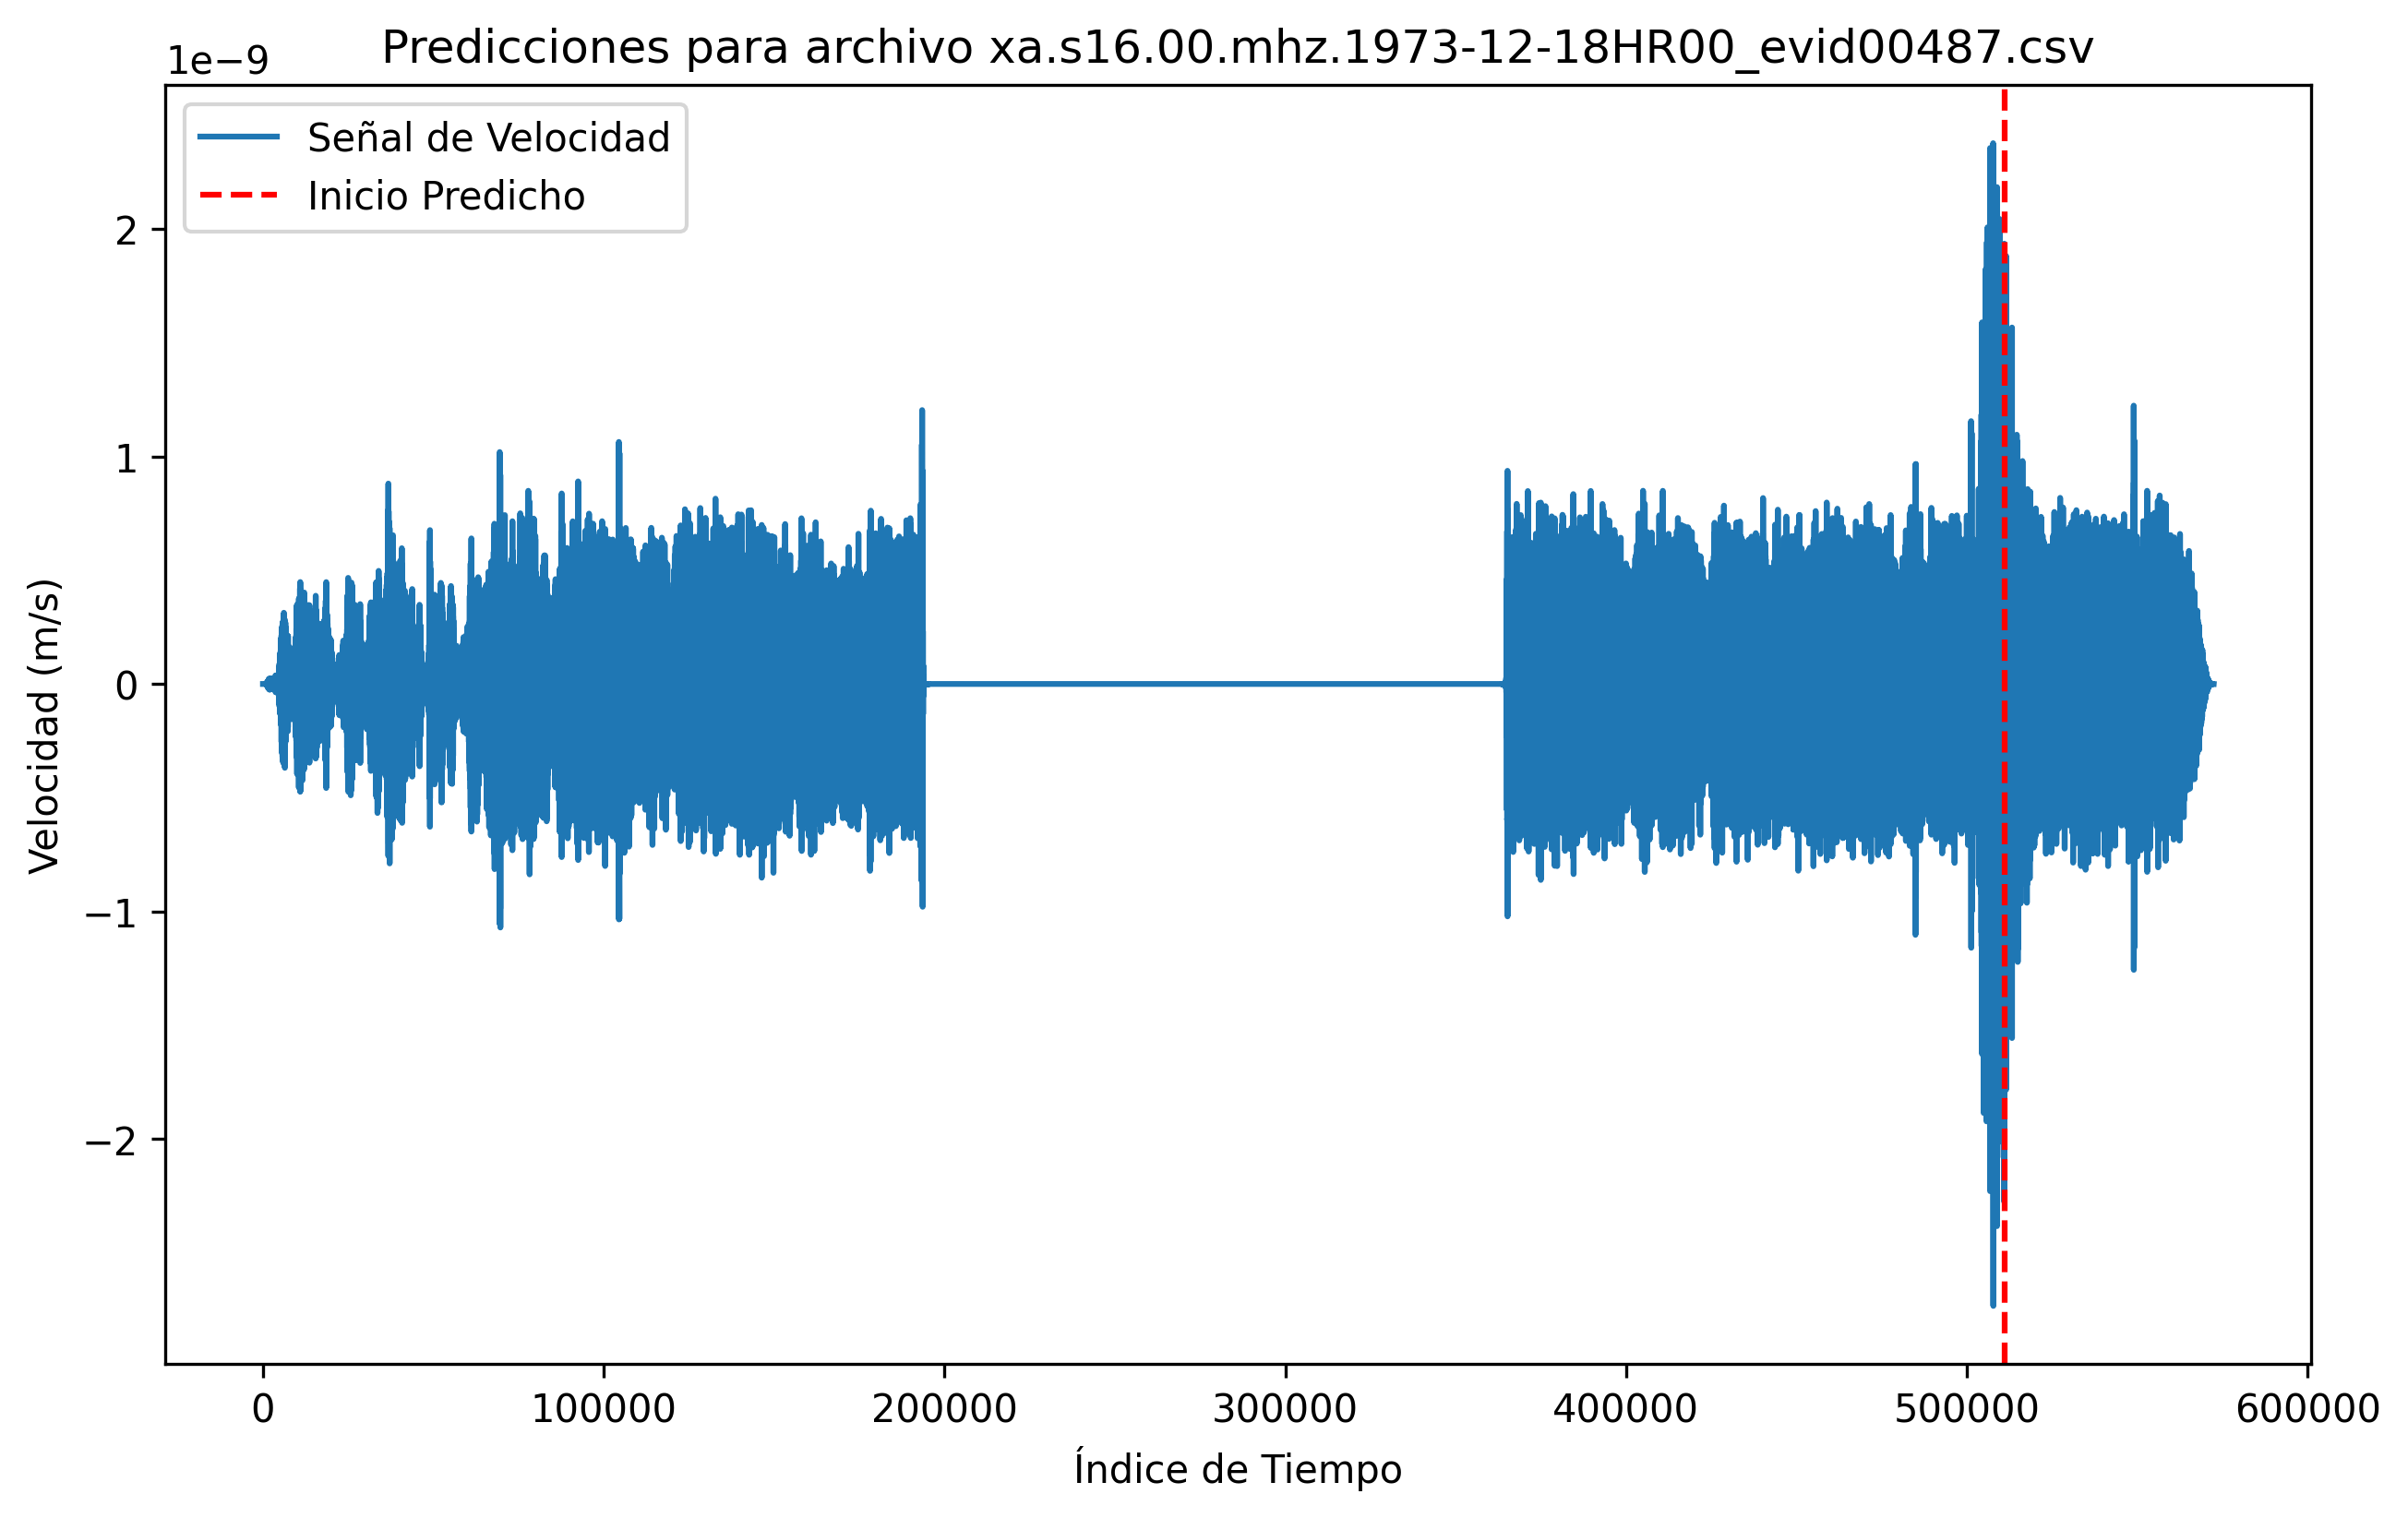 Predicciones para archivo xa.s16.00.mhz.1973-12-18HR00_evid00487.csv
1e−9
Señal de Velocidad
Inicio Predicho
2
1
0
−1
−2
Velocidad (m/s)
0 100000 200000 300000 400000 500000 600000
Índice de Tiempo